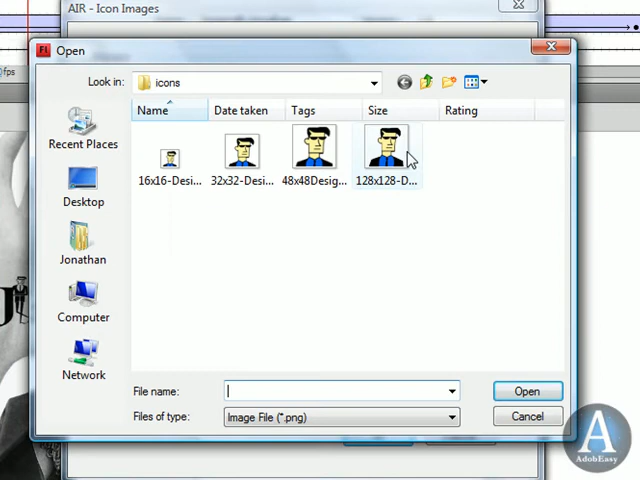 AIR - Icon Images
fps
Fl Open
Look in: icons
Name Date taken Tags Size Rating
Recent Places
16x16-Desi... 32x32-Desi... 48x48Desig... 128x128-D...
Desktop
Jonathan
Computer
Network
File name:
Open
Files of type: Image File (*.png)
Cancel
A
AdobEasy